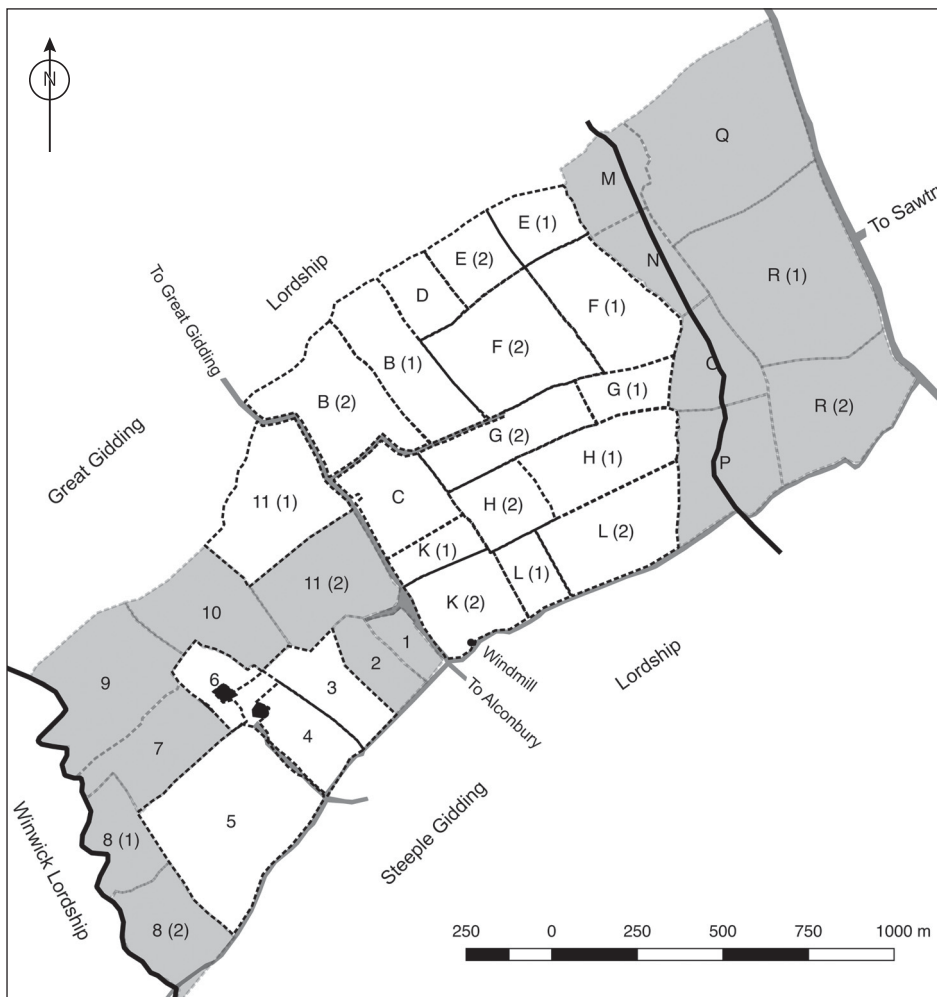 N
Q
M
To Sawtr
E (1)
E (2)
N
Lordship
R (1)
D
To Great Gidding
F (1)
B (1)
F (2)
O
G (1)
B (2)
R (2)
G (2)
Great Gidding
H (1)
P
C
11 (1)
H (2)
L (2)
K (1)
11 (2)
L (1)
K (2)
10
1
2
Windmill
Lordship
9
6
3
To Alconbury
4
7
Steeple Gidding
5
8 (1)
Winwick Lordship
8 (2)
250 0 250 500 750 1000 m